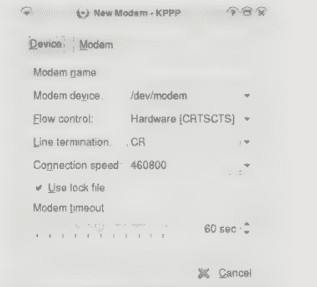 New Modem - KPPP
Device Modem
Modem name
Modem device: /dev/modem
Flow control: Hardware [CRTSCTS]
Line termination: CR
Connection speed: 460800
Use lock file
Modem timeout
60 sec
Cancel